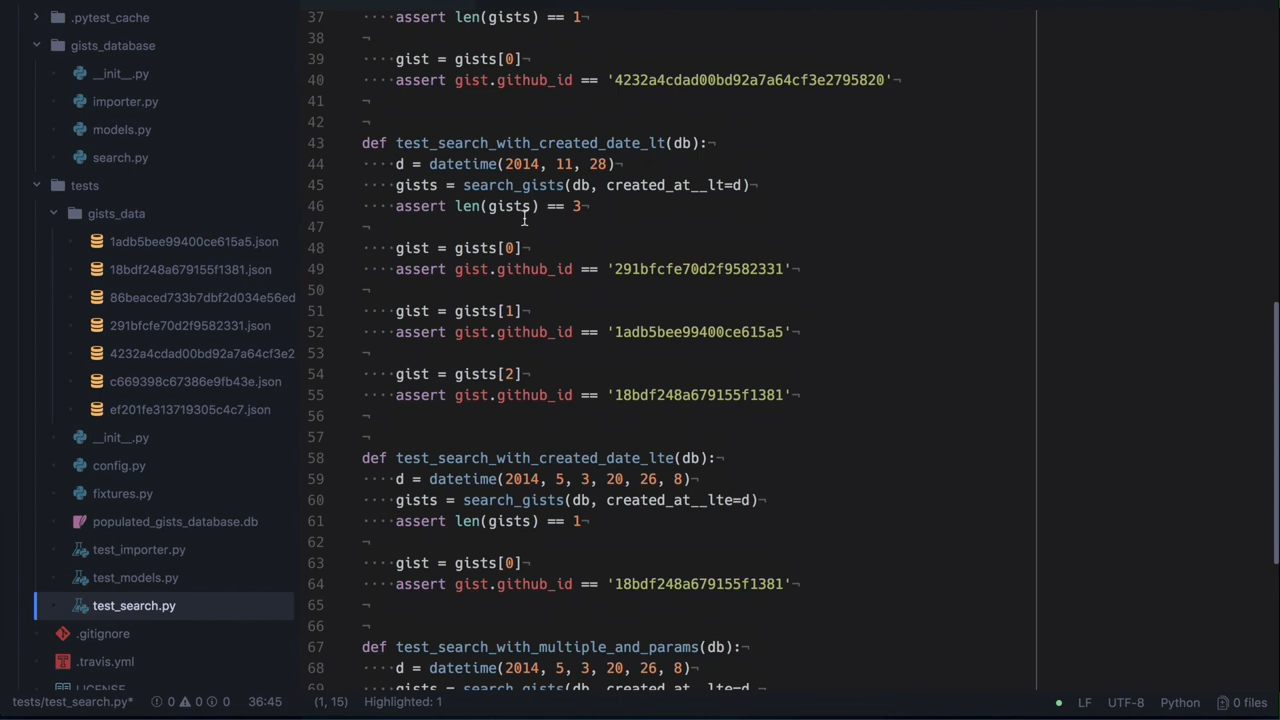 .pytest_cache
gists_database
__init__.py
importer.py
models.py
search.py
tests
gists_data
1adb5bee99400ce615a5.json
18bdf248a679155f1381.json
86beaced733b7dbf2d034e56ed
291bfcfe70d2f9582331.json
4232a4cdad00bd92a7a64cf3e2
c669398c67386e9fb43e.json
ef201fe313719305c4c7.json
__init__.py
config.py
fixtures.py
populated_gists_database.db
test_importer.py
test_models.py
test_search.py
.gitignore
.travis.yml
LICENSE
37 ····assert len(gists) == 1¬
38 ¬
39 ····gist = gists[0]¬
40 ····assert gist.github_id == '4232a4cdad00bd92a7a64cf3e2795820'¬
41 ¬
42 ¬
43 def test_search_with_created_date_lt(db):¬
44 ····d = datetime(2014, 11, 28)¬
45 ····gists = search_gists(db, created_at__lt=d)¬
46 ····assert len(gists) == 3¬
47 ¬
48 ····gist = gists[0]¬
49 ····assert gist.github_id == '291bfcfe70d2f9582331'¬
50 ¬
51 ····gist = gists[1]¬
52 ····assert gist.github_id == '1adb5bee99400ce615a5'¬
53 ¬
54 ····gist = gists[2]¬
55 ····assert gist.github_id == '18bdf248a679155f1381'¬
56 ¬
57 ¬
58 def test_search_with_created_date_lte(db):¬
59 ····d = datetime(2014, 5, 3, 20, 26, 8)¬
60 ····gists = search_gists(db, created_at__lte=d)¬
61 ····assert len(gists) == 1¬
62 ¬
63 ····gist = gists[0]¬
64 ····assert gist.github_id == '18bdf248a679155f1381'¬
65 ¬
66 ¬
67 def test_search_with_multiple_and_params(db):¬
68 ····d = datetime(2014, 5, 3, 20, 26, 8)¬
69 ····gists = search_gists(db, created_at__lte=d,
tests/test_search.py* 0 0 0 36:45 (1, 15) Highlighted: 1 LF UTF-8 Python 0 files